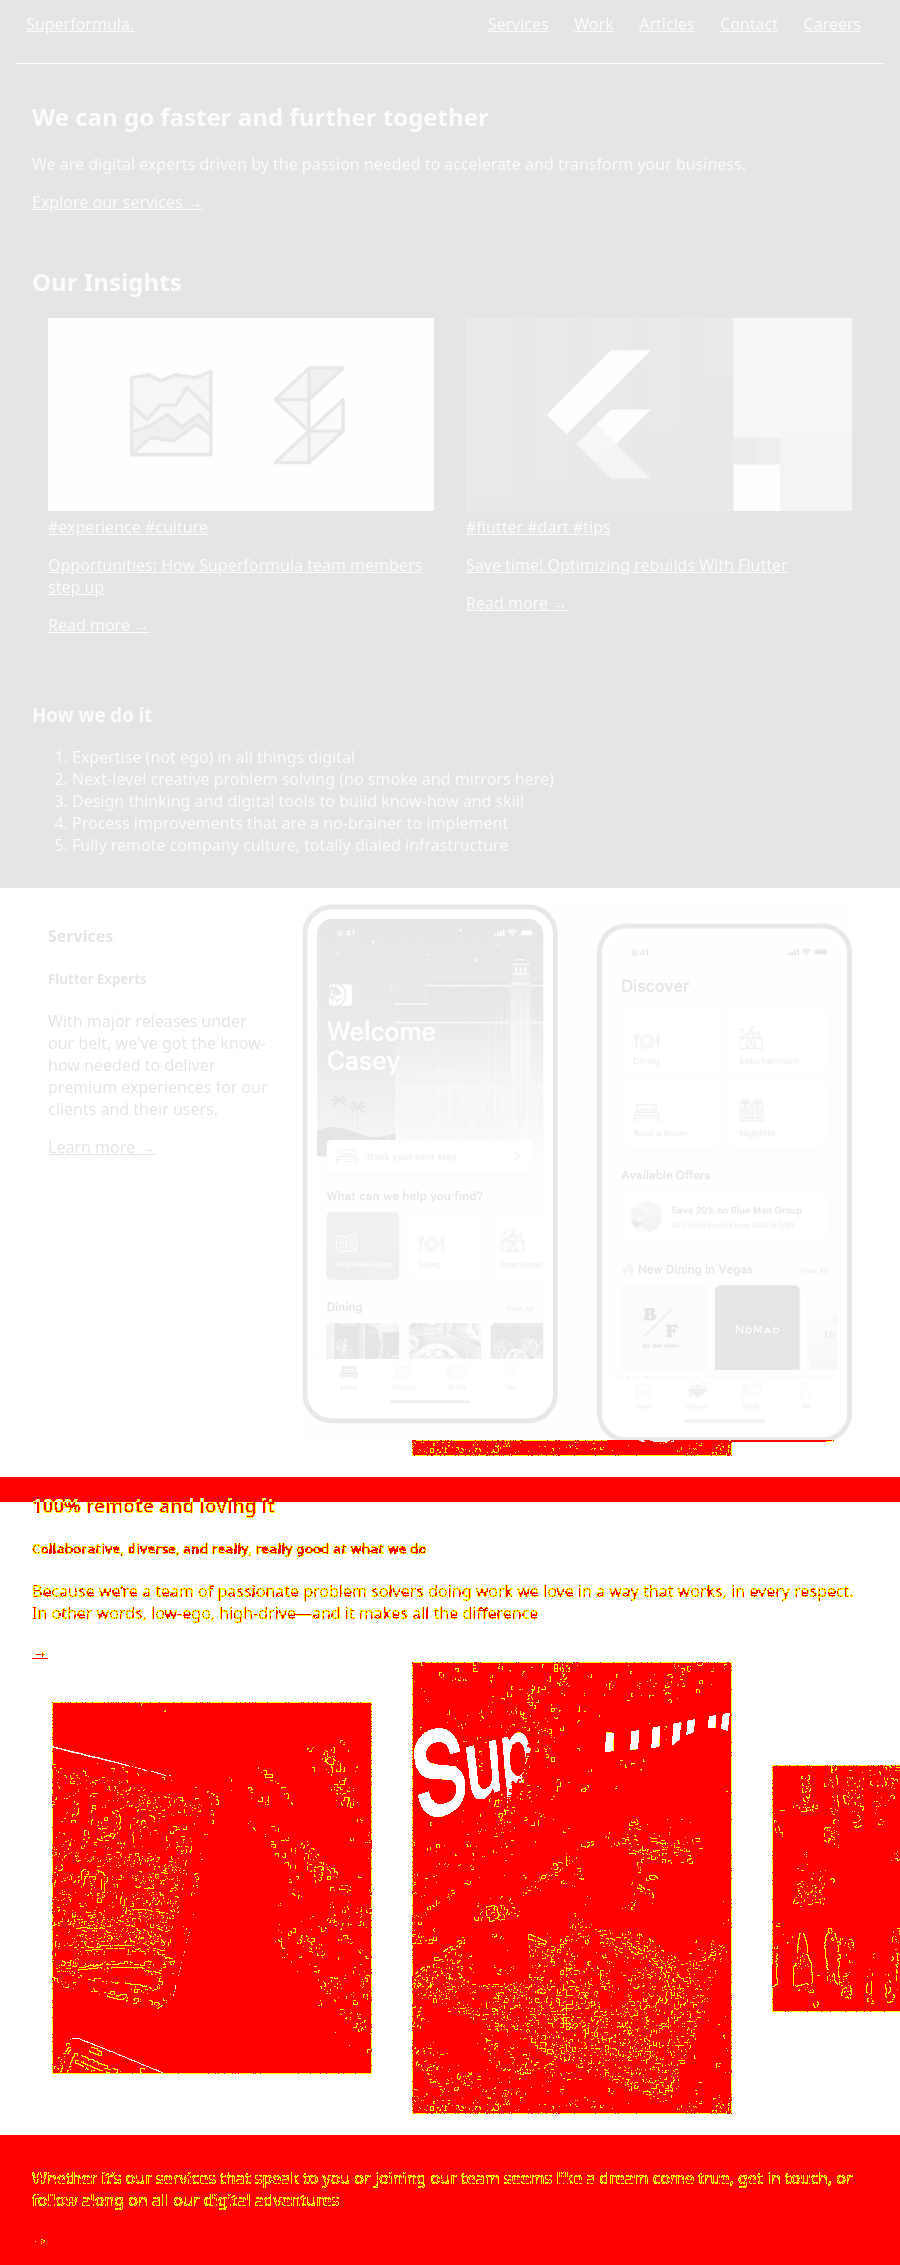 Superformula.
Services Work Articles Contact Careers
We can go faster and further together
We are digital experts driven by the passion needed to accelerate and transform your business.
Explore our services →
Our Insights
#experience #culture
Opportunities: How Superformula team members
step up
Read more →
#flutter #dart #tips
Save time! Optimizing rebuilds With Flutter
Read more →
How we do it
1. Expertise (not ego) in all things digital
2. Next-level creative problem solving (no smoke and mirrors here)
3. Design thinking and digital tools to build know-how and skill
4. Process improvements that are a no-brainer to implement
5. Fully remote company culture, totally dialed infrastructure
Services
Flutter Experts
With major releases under
our belt, we've got the know-
how needed to deliver
premium experiences for our
clients and their users.
Learn more →
9:41
Welcome
Casey
Book your next stay
What can we help you find?
Dining
Entertainment
Dining
View All
9:41
Discover
Dining
Entertainment
Book a Room
Nightlife
Available Offers
Save 20% on Blue Man Group
New Dining in Vegas
View All
B/F
NoMad
100% remote and loving it
Collaborative, diverse, and really, really good at what we do
Because we're a team of passionate problem solvers doing work we love in a way that works, in every respect.
In other words, low-ego, high-drive—and it makes all the difference
→
Sup
Whether it's our services that speak to you or joining our team seems like a dream come true, get in touch, or
follow along on all our digital adventures